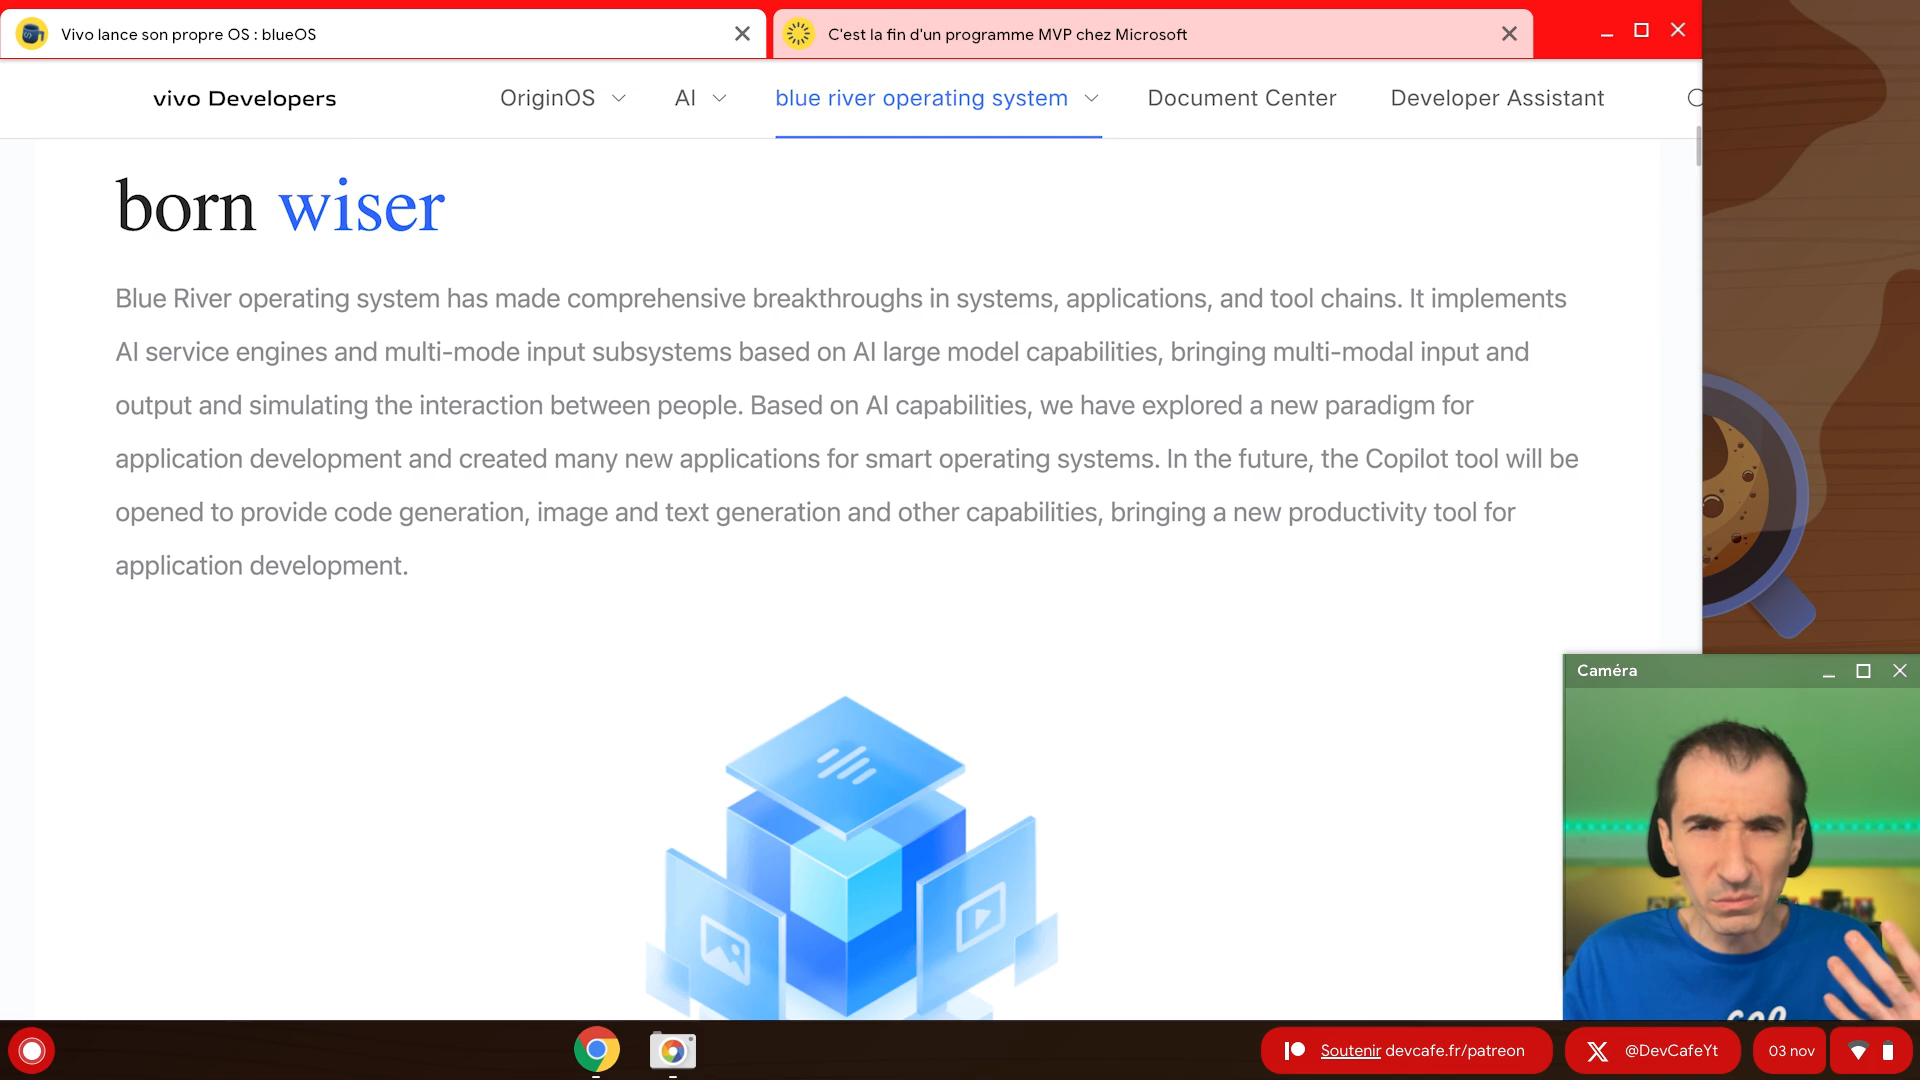 Vivo lance son propre OS : blueOS
C'est la fin d'un programme MVP chez Microsoft
vivo Developers
OriginOS
AI
blue river operating system
Document Center
Developer Assistant
born wiser
Blue River operating system has made comprehensive breakthroughs in systems, applications, and tool chains. It implements
AI service engines and multi-mode input subsystems based on AI large model capabilities, bringing multi-modal input and
output and simulating the interaction between people. Based on AI capabilities, we have explored a new paradigm for
application development and created many new applications for smart operating systems. In the future, the Copilot tool will be
opened to provide code generation, image and text generation and other capabilities, bringing a new productivity tool for
application development.
Caméra
Soutenir devcafe.fr/patreon
@DevCafeYt
03 nov